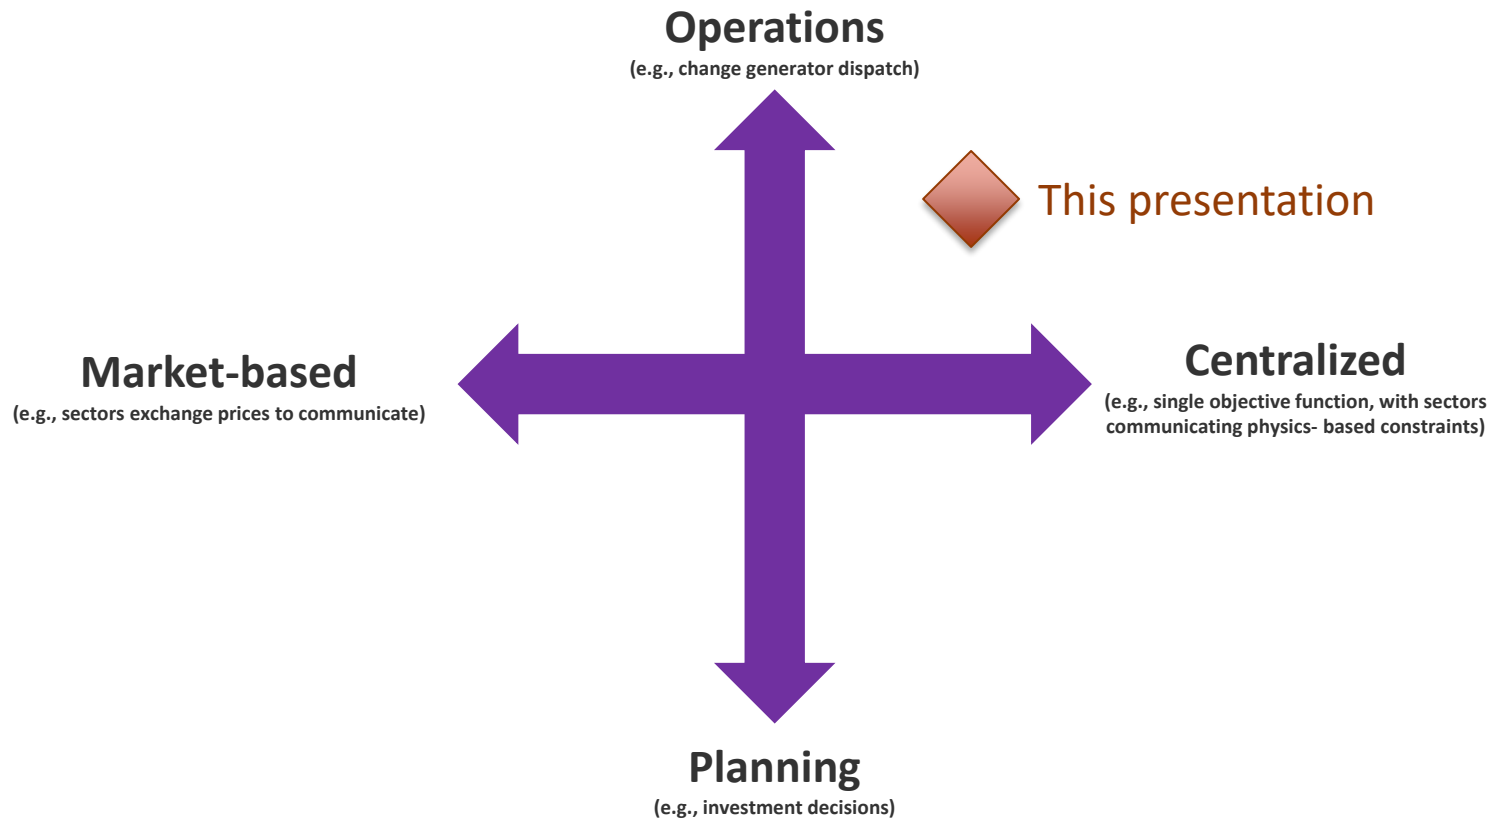 Operations
(e.g., change generator dispatch)
This presentation
Market-based
(e.g., sectors exchange prices to communicate)
Centralized
(e.g., single objective function, with sectors
communicating physics- based constraints)
Planning
(e.g., investment decisions)